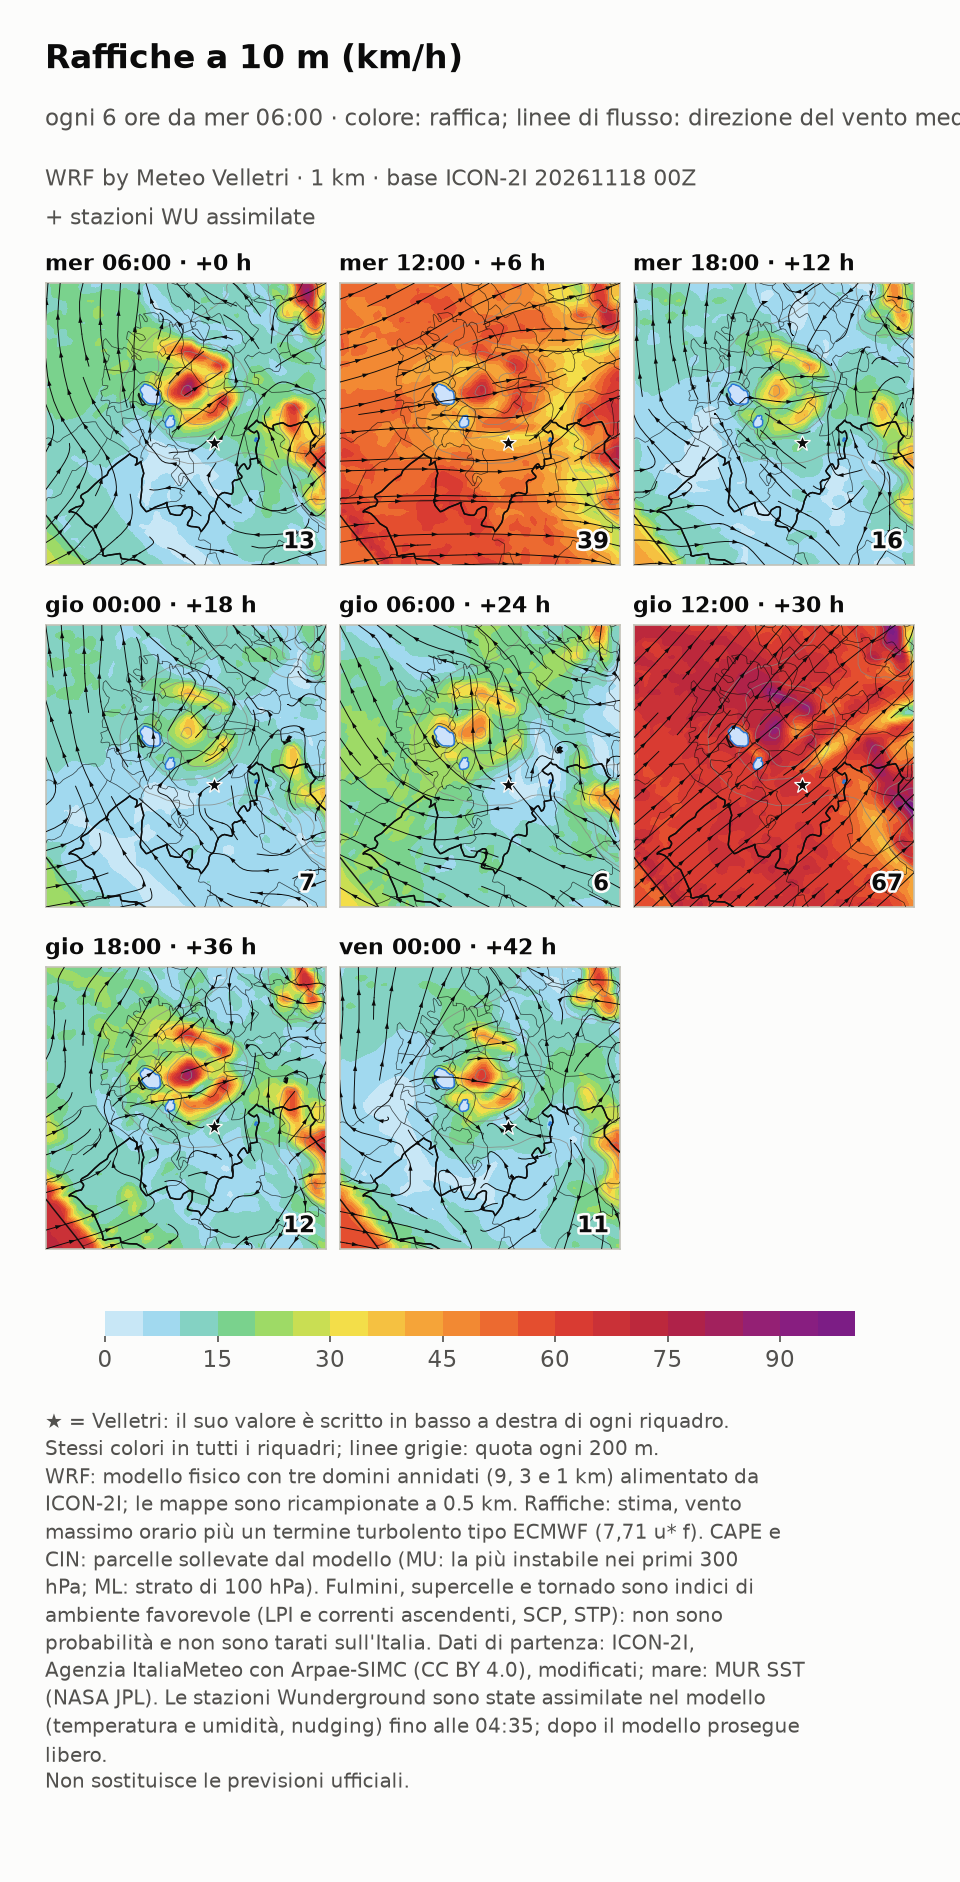 Raffiche a 10 m (km/h)
ogni 6 ore da mer 06:00 · colore: raffica; linee di flusso: direzione del vento
WRF by Meteo Velletri · 1 km · base ICON-2I 20261118 00Z
+ stazioni WU assimilate
mer 06:00 · +0 h
mer 12:00 · +6 h
mer 18:00 · +12 h
13
39
16
gio 00:00 · +18 h
gio 06:00 · +24 h
gio 12:00 · +30 h
7
6
67
gio 18:00 · +36 h
ven 00:00 · +42 h
12
11
0 15 30 45 60 75 90
★ = Velletri: il suo valore è scritto in basso a destra di ogni riquadro.
Stessi colori in tutti i riquadri; linee grigie: quota ogni 200 m.
WRF: modello fisico con tre domini annidati (9, 3 e 1 km) alimentato da
ICON-2I; le mappe sono ricampionate a 0.5 km. Raffiche: stima, vento
massimo orario più un termine turbolento tipo ECMWF (7,71 u* f). CAPE e
CIN: parcelle sollevate dal modello (MU: la più instabile nei primi 300
hPa; ML: strato di 100 hPa). Fulmini, supercelle e tornado sono indici di
ambiente favorevole (LPI e correnti ascendenti, SCP, STP): non sono
probabilità e non sono tarati sull'Italia. Dati di partenza: ICON-2I,
Agenzia ItaliaMeteo con Arpae-SIMC (CC BY 4.0), modificati; mare: MUR SST
(NASA JPL). Le stazioni Wunderground sono state assimilate nel modello
(temperatura e umidità, nudging) fino alle 04:35; dopo il modello prosegue
libero.
Non sostituisce le previsioni ufficiali.